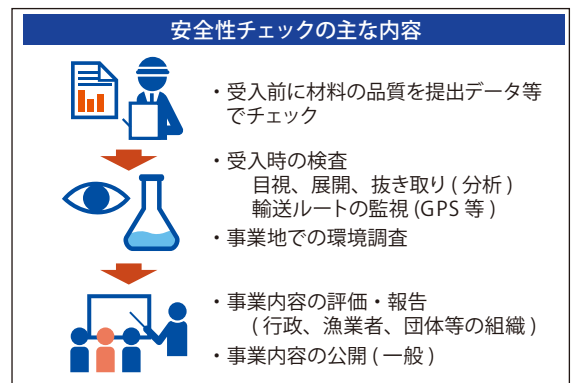 安全性チェックの主な内容
・受入前に材料の品質を提出データ等
でチェック
・受入時の検査
目視、展開、抜き取り ( 分析 )
輸送ルートの監視 (GPS 等 )
・事業地での環境調査
・事業内容の評価・報告
( 行政、漁業者、団体等の組織 )
・事業内容の公開 ( 一般 )